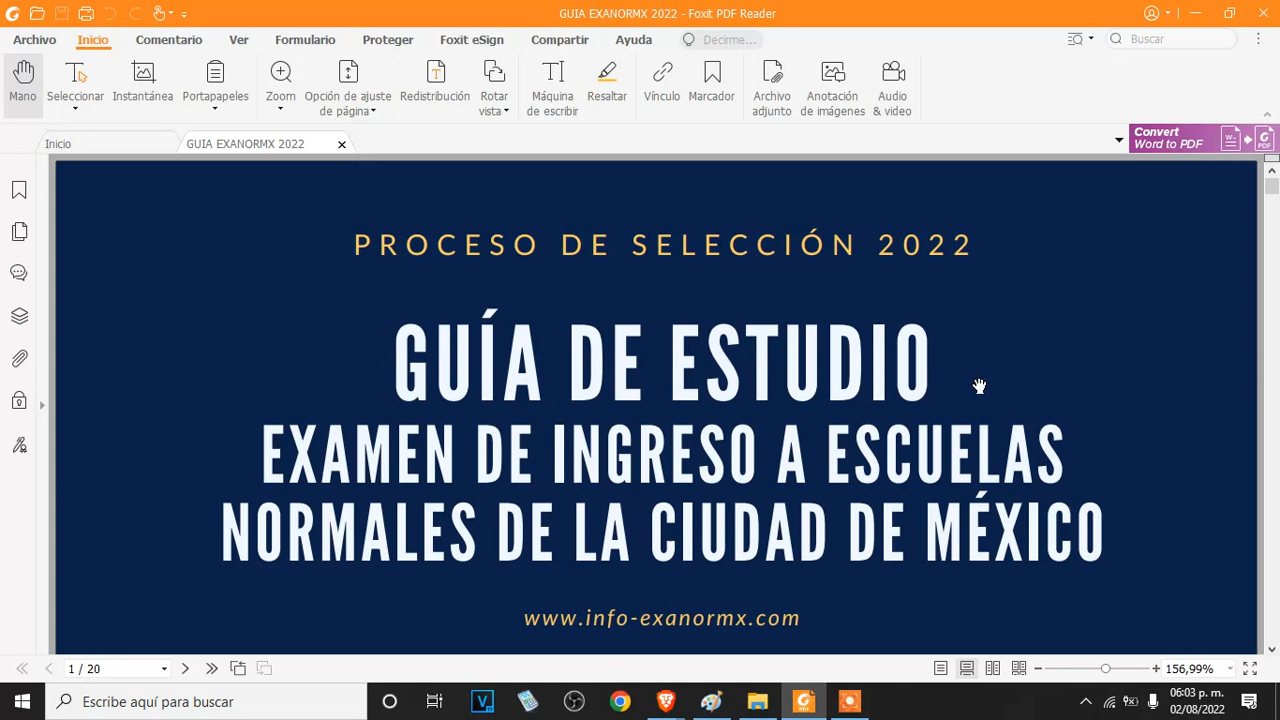 GUIA EXANORMX 2022 - Foxit PDF Reader
Archivo Inicio Comentario Ver Formulario Proteger Foxit eSign Compartir Ayuda Decirme... Buscar
Mano Seleccionar Instantánea Portapapeles Zoom Opción de ajuste de página Redistribución Rotar vista Máquina de escribir Resaltar Vínculo Marcador Archivo adjunto Anotación de imágenes Audio & video
Inicio GUIA EXANORMX 2022
Convert
Word to PDF
PROCESO DE SELECCIÓN 2022
GUÍA DE ESTUDIO
EXAMEN DE INGRESO A ESCUELAS
NORMALES DE LA CIUDAD DE MÉXICO
www.info-exanormx.com
1 / 20 156,99%
Escribe aquí para buscar
06:03 p. m.
02/08/2022